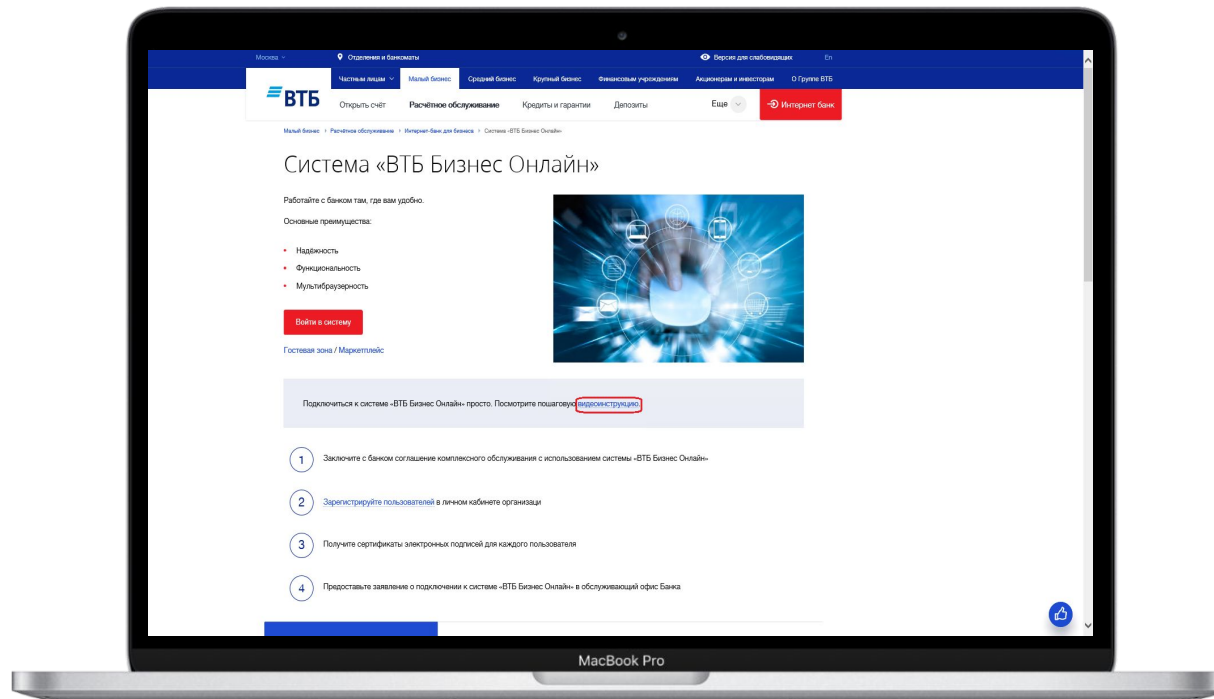 Москва
Отделения и банкоматы
Версия для слабовидящих
En
Частным лицам
Малый бизнес
Средний бизнес
Крупный бизнес
Финансовым учреждениям
Акционерам и инвесторам
О Группе ВТБ
ВТБ
Открыть счёт
Расчётное обслуживание
Кредиты и гарантии
Депозиты
Еще
Интернет банк
Малый бизнес › Расчётное обслуживание › Интернет-банк для бизнеса › Система «ВТБ Бизнес Онлайн»
Система «ВТБ Бизнес Онлайн»
Работайте с банком там, где вам удобно.
Основные преимущества:
Надёжность
Функциональность
Мультибраузерность
Войти в систему
Гостевая зона / Маркетплейс
Подключиться к системе «ВТБ Бизнес Онлайн» просто. Посмотрите пошаговую видеоинструкцию.
1 Заключите с банком соглашение комплексного обслуживания с использованием системы «ВТБ Бизнес Онлайн»
2 Зарегистрируйте пользователей в личном кабинете организаци
3 Получите сертификаты электронных подписей для каждого пользователя
4 Предоставьте заявление о подключении к системе «ВТБ Бизнес Онлайн» в обслуживающий офис Банка
MacBook Pro